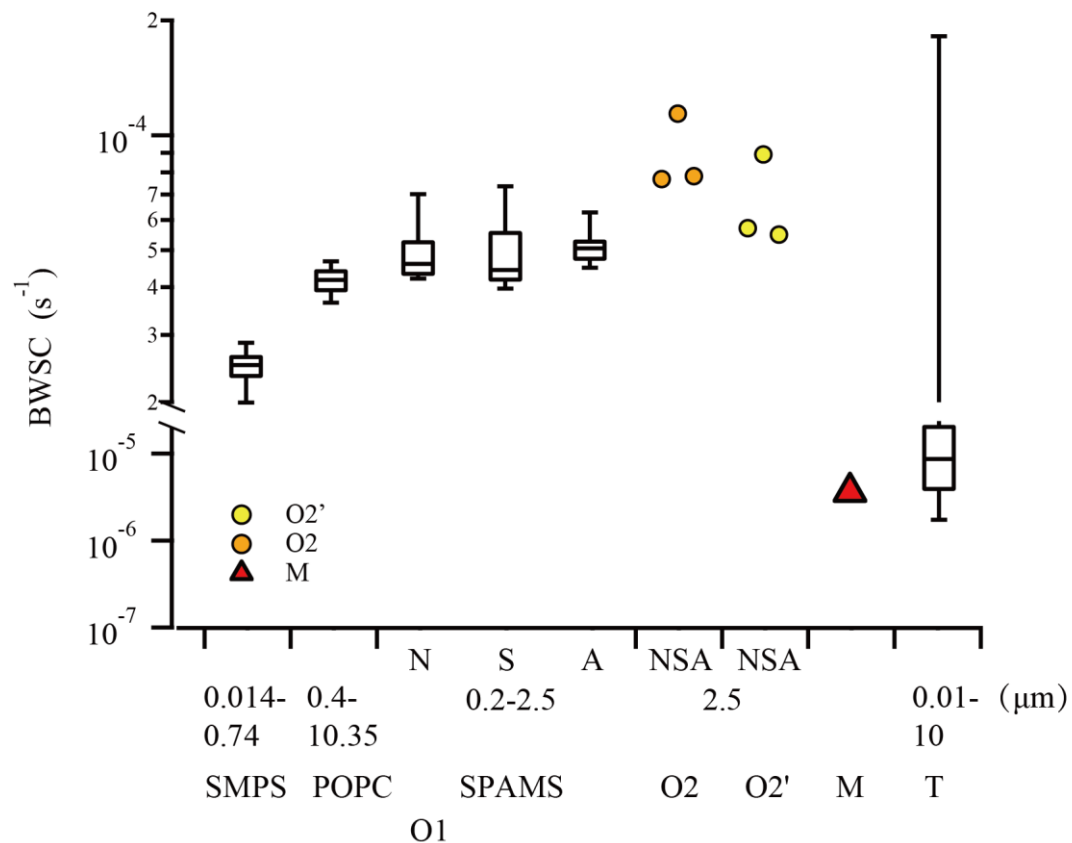 2
10-4
7
6
5
4
3
2
10-5
10-6
10-7
BWSC (s-1)
O2’
O2
M
N S A NSA NSA
0.014- 0.4- 0.2-2.5 2.5 0.01- （μm）
0.74 10.35 10
SMPS POPC SPAMS O2 O2' M T
O1